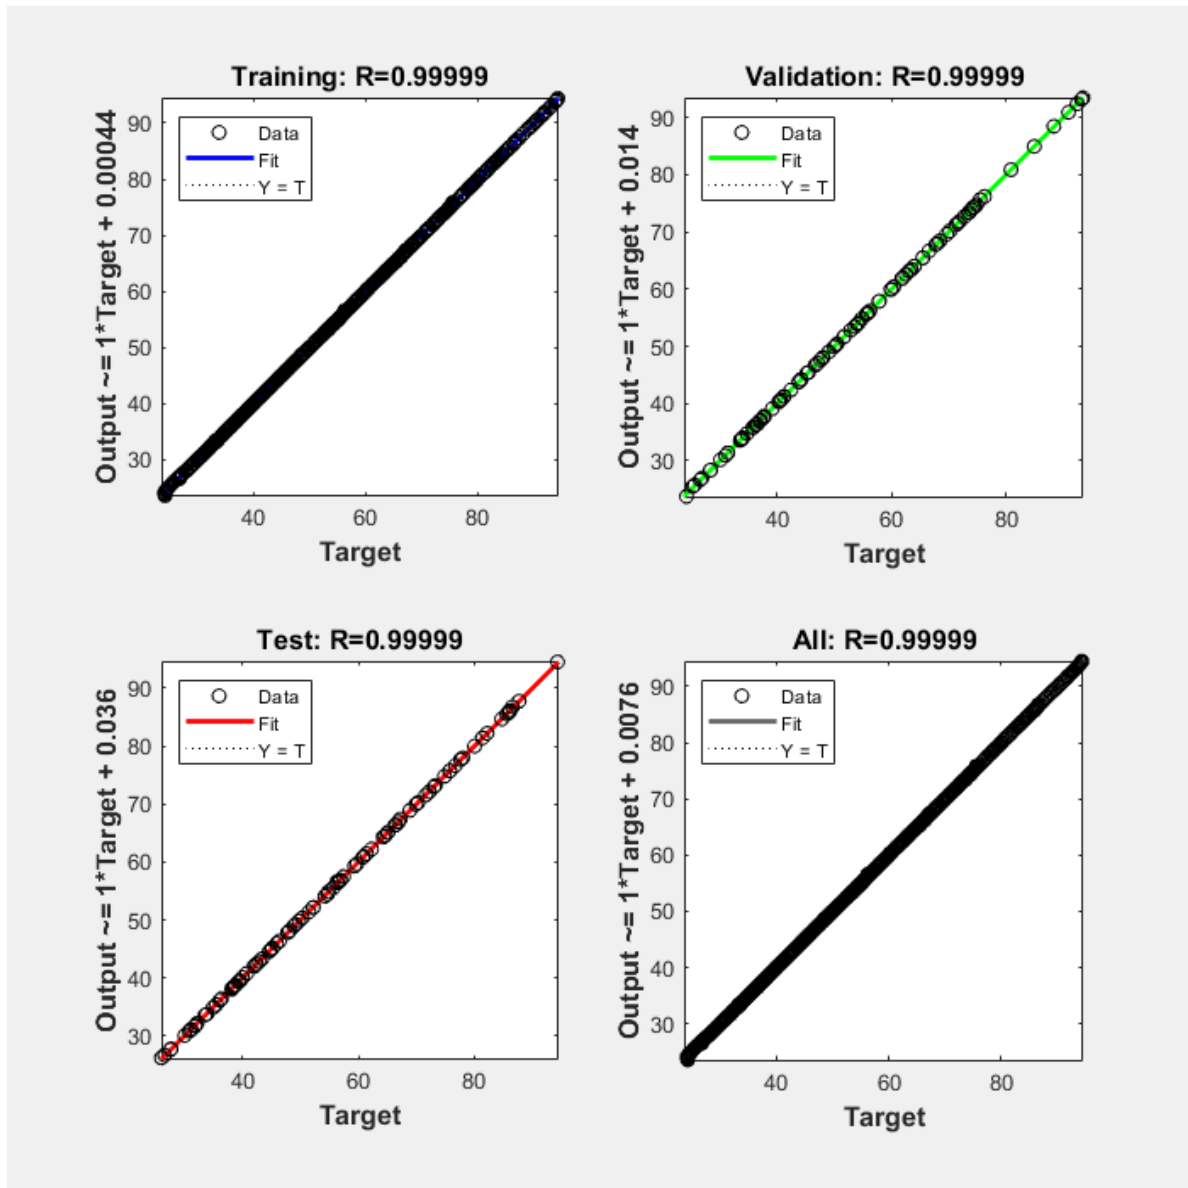 Training: R=0.99999
Output ~= 1*Target + 0.00044
90
80
70
60
50
40
30
Data
Fit
Y = T
40 60 80
Target
Validation: R=0.99999
Output ~= 1*Target + 0.014
90
80
70
60
50
40
30
Data
Fit
Y = T
40 60 80
Target
Test: R=0.99999
Output ~= 1*Target + 0.036
90
80
70
60
50
40
30
Data
Fit
Y = T
40 60 80
Target
All: R=0.99999
Output ~= 1*Target + 0.0076
90
80
70
60
50
40
30
Data
Fit
Y = T
40 60 80
Target